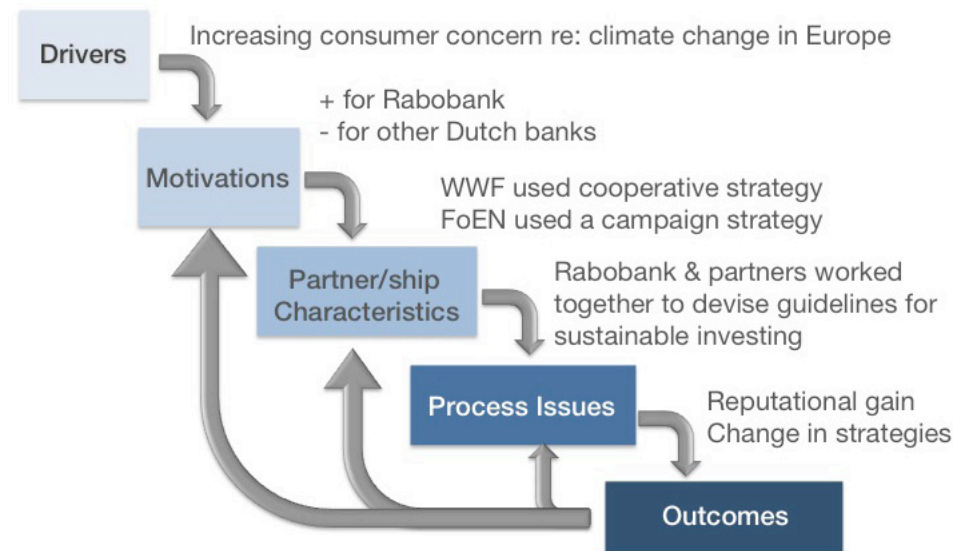 Drivers
Increasing consumer concern re: climate change in Europe
+ for Rabobank
- for other Dutch banks
Motivations
WWF used cooperative strategy
FoEN used a campaign strategy
Partner/ship
Characteristics
Rabobank & partners worked
together to devise guidelines for
sustainable investing
Process Issues
Reputational gain
Change in strategies
Outcomes